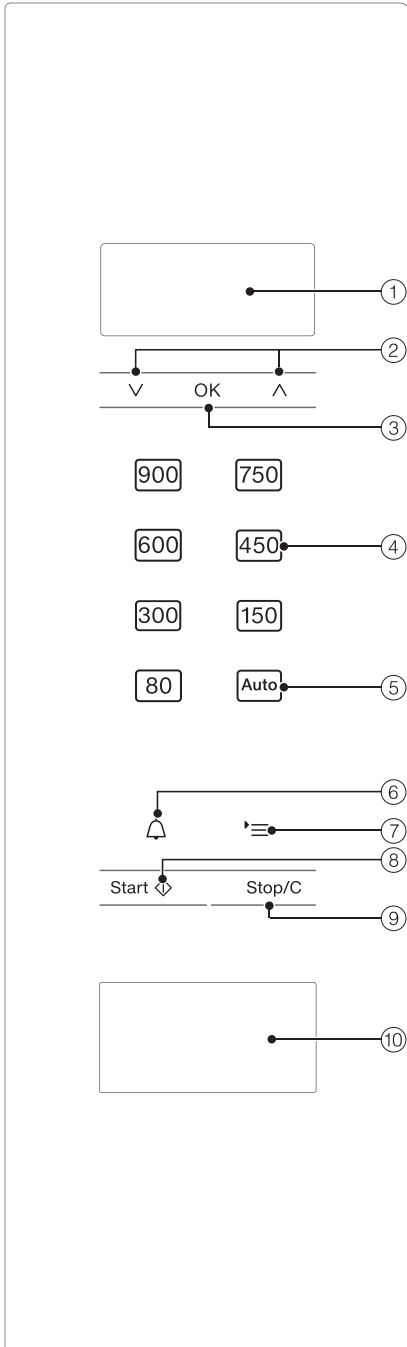 ①
②
∨ OK ∧
③
900 750
600 450 ④
300 150
80 Auto ⑤
⑥
⑦
⑧
Start Stop/C
⑨
⑩